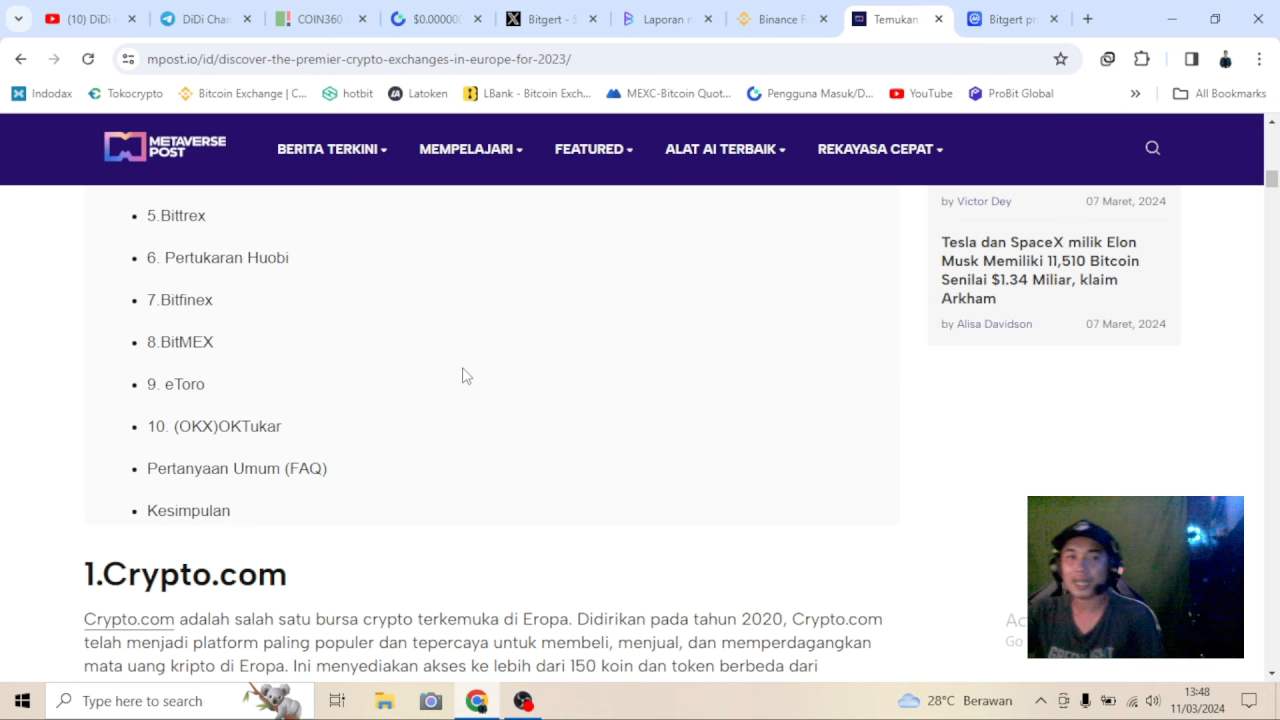 (10) DiDi
DiDi Chan
COIN360
$0.00000
Bitgert - $
Laporan
Binance F
Temukan
Bitgert pr
mpost.io/id/discover-the-premier-crypto-exchanges-in-europe-for-2023/
Indodax
Tokocrypto
Bitcoin Exchange | C...
hotbit
Latoken
LBank - Bitcoin Exch...
MEXC-Bitcoin Quot...
Pengguna Masuk/D...
YouTube
ProBit Global
All Bookmarks
METAVERSE
POST
BERITA TERKINI
MEMPELAJARI
FEATURED
ALAT AI TERBAIK
REKAYASA CEPAT
• 5.Bittrex
• 6. Pertukaran Huobi
• 7.Bitfinex
• 8.BitMEX
• 9. eToro
• 10. (OKX)OKTukar
• Pertanyaan Umum (FAQ)
• Kesimpulan
by Victor Dey 07 Maret, 2024
Tesla dan SpaceX milik Elon
Musk Memiliki 11,510 Bitcoin
Senilai $1.34 Miliar, klaim
Arkham
by Alisa Davidson 07 Maret, 2024
1.Crypto.com
Crypto.com adalah salah satu bursa crypto terkemuka di Eropa. Didirikan pada tahun 2020, Crypto.com
telah menjadi platform paling populer dan tepercaya untuk membeli, menjual, dan memperdagangkan
mata uang kripto di Eropa. Ini menyediakan akses ke lebih dari 150 koin dan token berbeda dari
Ac
Go
Type here to search
28°C Berawan
13:48
11/03/2024